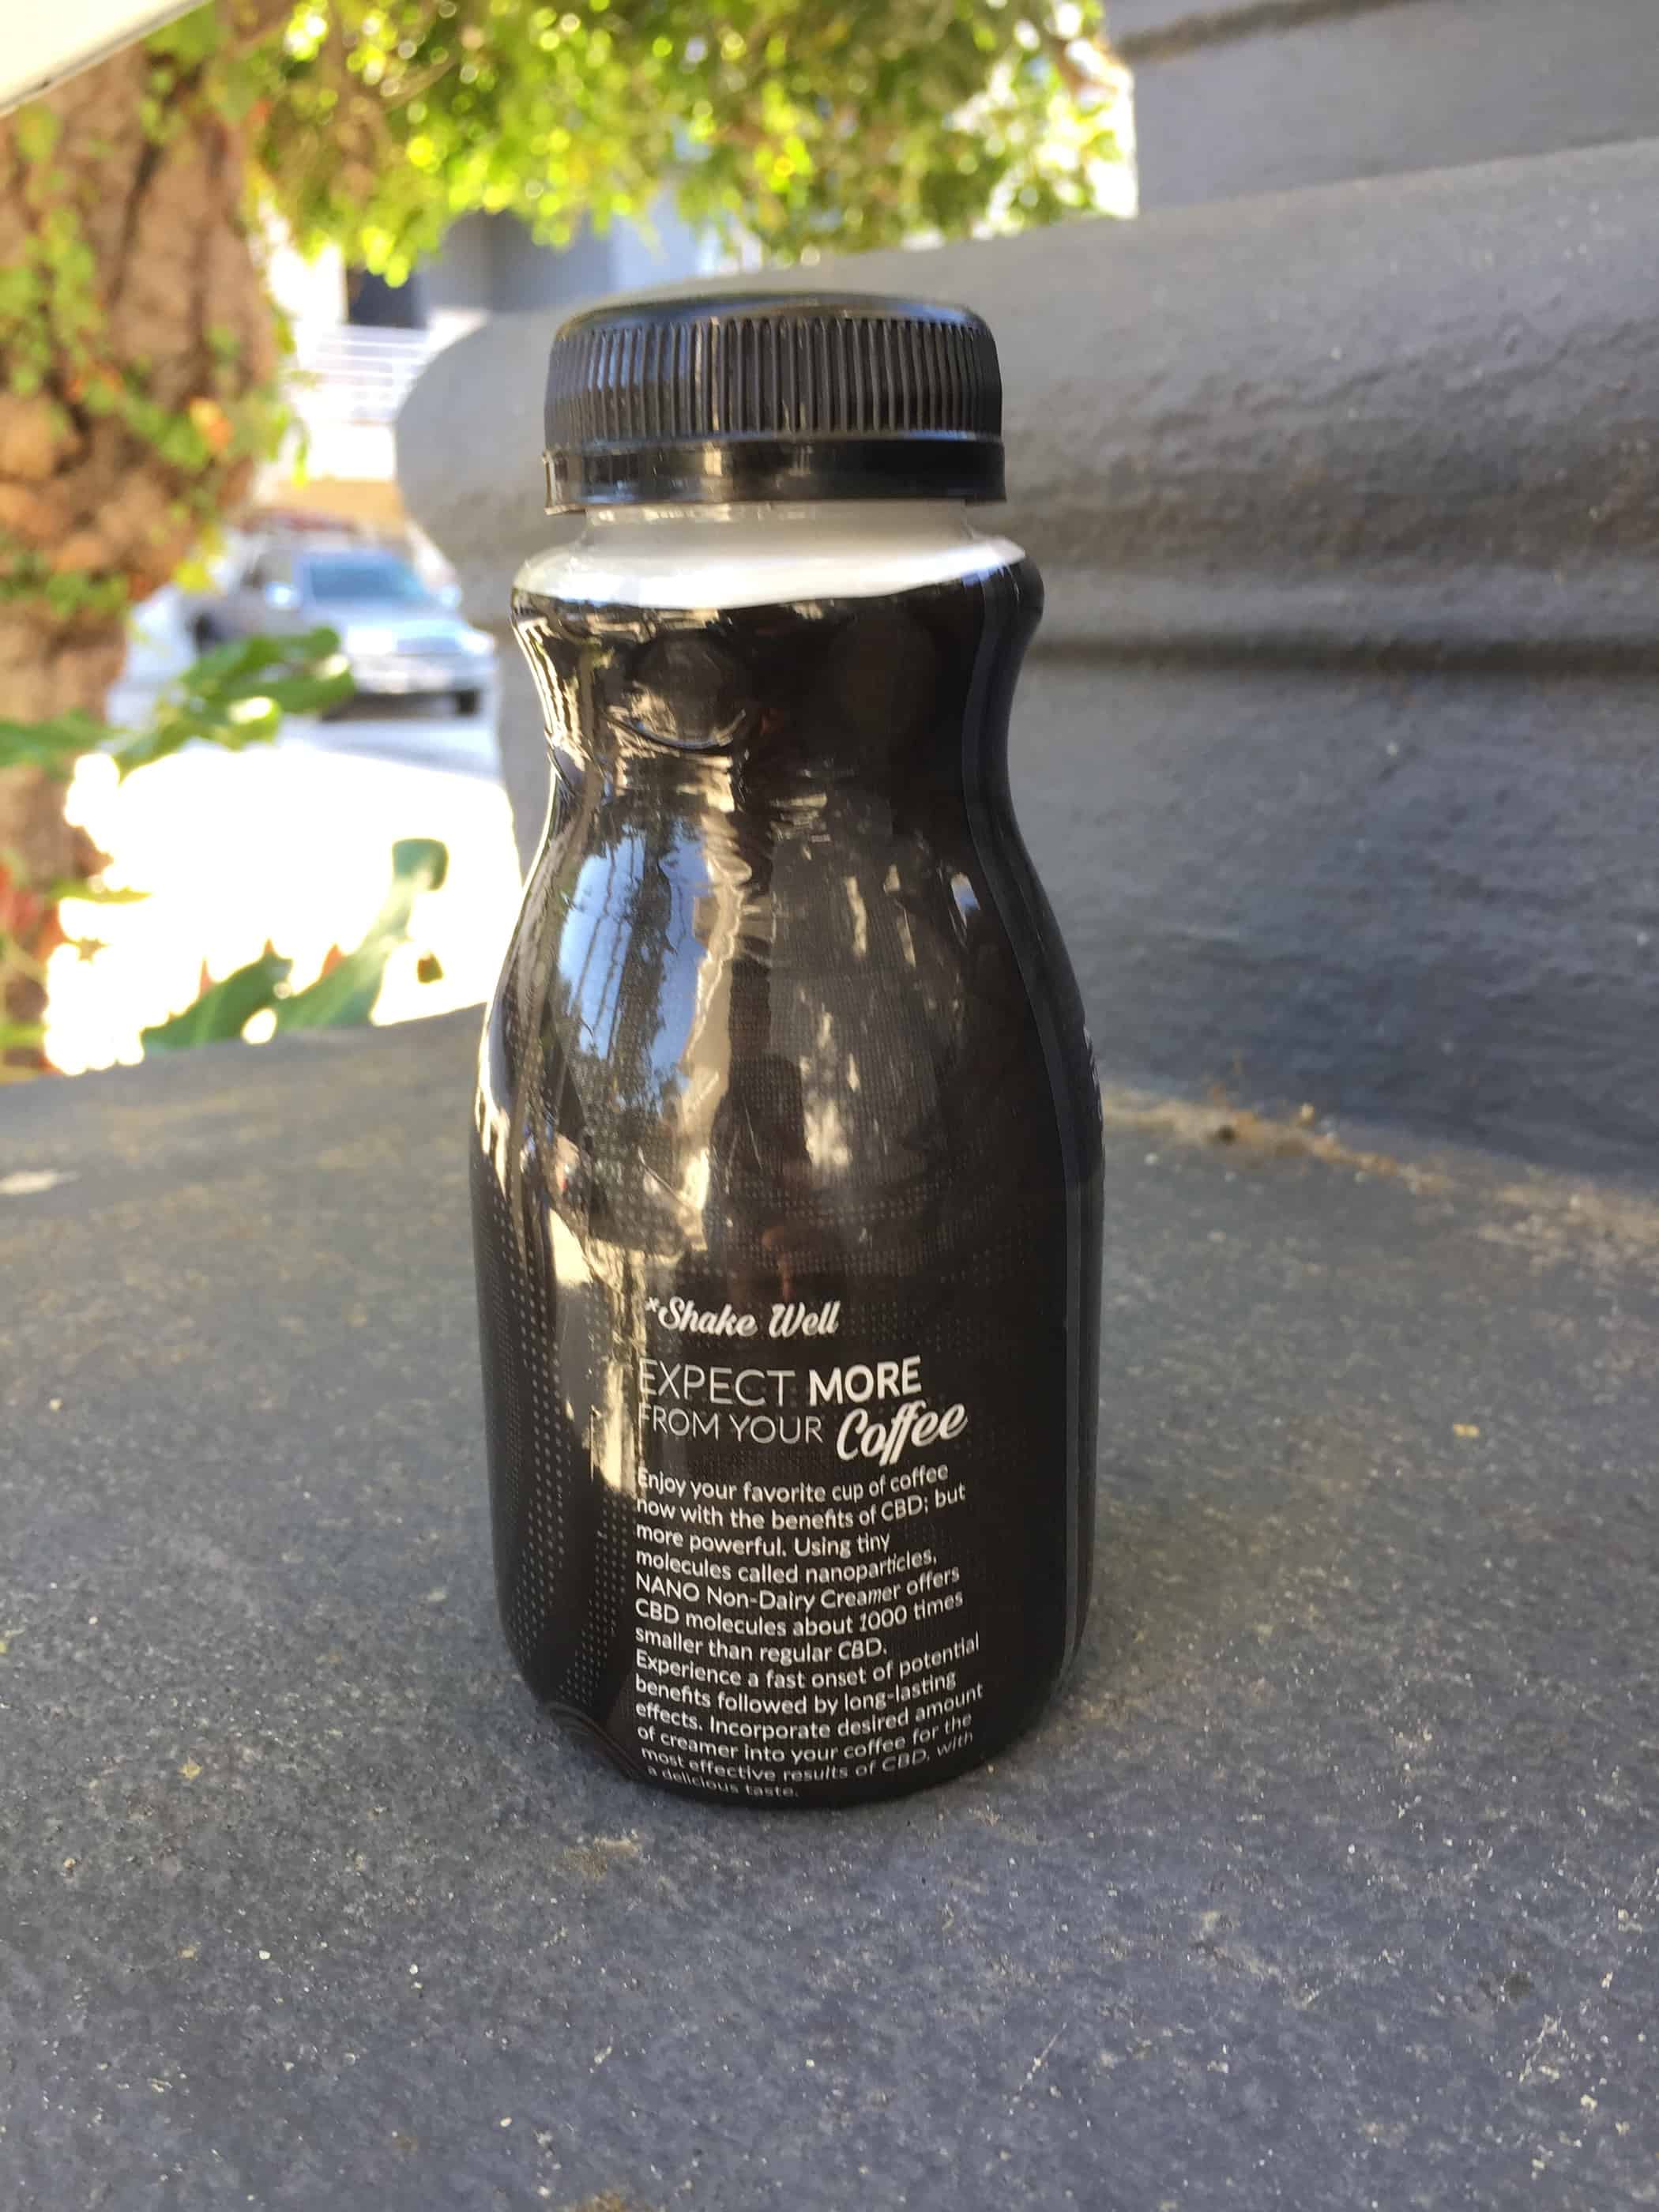 *Shake Well
EXPECT MORE
FROM YOUR Coffee
Enjoy your favorite cup of coffee
now with the benefits of CBD; but
more powerful. Using tiny
molecules called nanoparticles,
NANO Non-Dairy Creamer offers
CBD molecules about 1000 times
smaller than regular CBD.
Experience a fast onset of potential
benefits followed by long-lasting
effects. Incorporate desired amount
of creamer into your coffee for the
most effective results of CBD, with
a delicious taste.